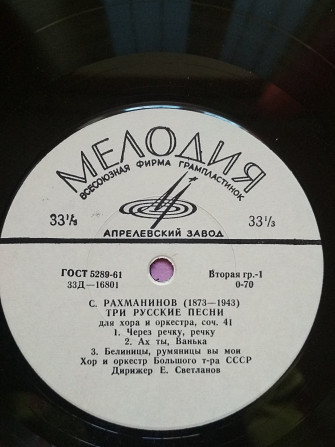 МЕЛОДИЯ
ВСЕСОЮЗНАЯ ФИРМА ГРАМПЛАСТИНОК
33⅓ 33⅓
АПРЕЛЕВСКИЙ ЗАВОД
ГОСТ 5289-61 Вторая гр.-1
33Д—16801 0-70
С. РАХМАНИНОВ (1873—1943)
ТРИ РУССКИЕ ПЕСНИ
для хора и оркестра, соч. 41
1. Через речку, речку
2. Ах ты, Ванька
3. Белиницы, румяницы вы мои
Хор и оркестр Большого т-ра СССР
Дирижер Е. Светланов